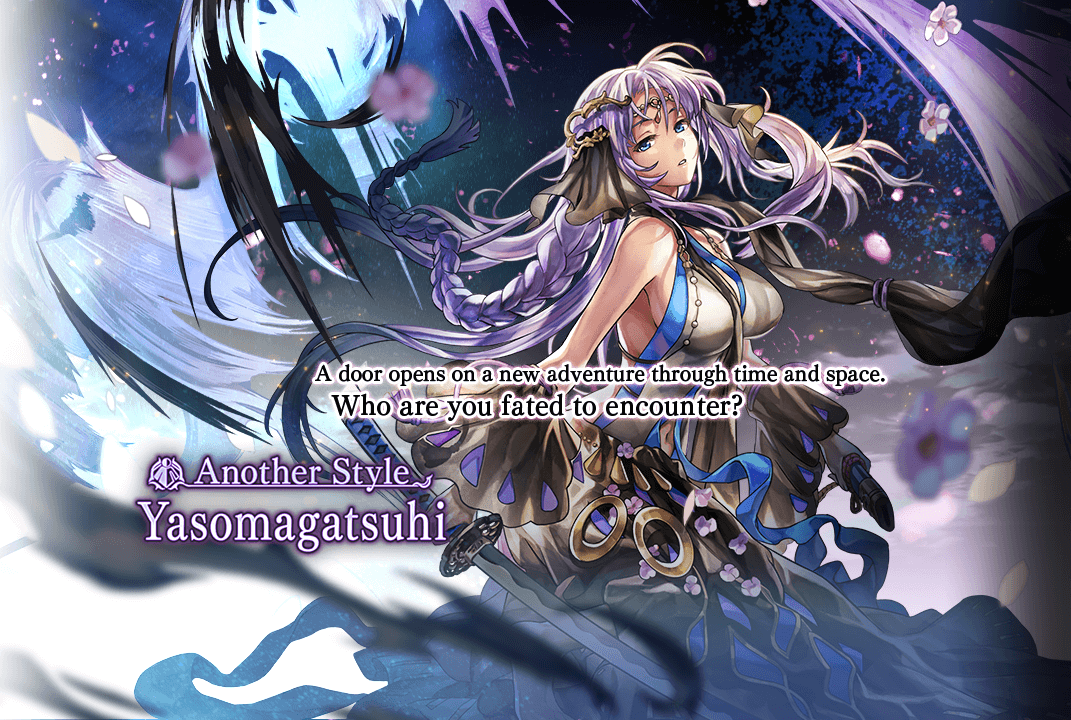 A door opens on a new adventure through time and space.
Who are you fated to encounter?
Another Style
Yasomagatsuhi